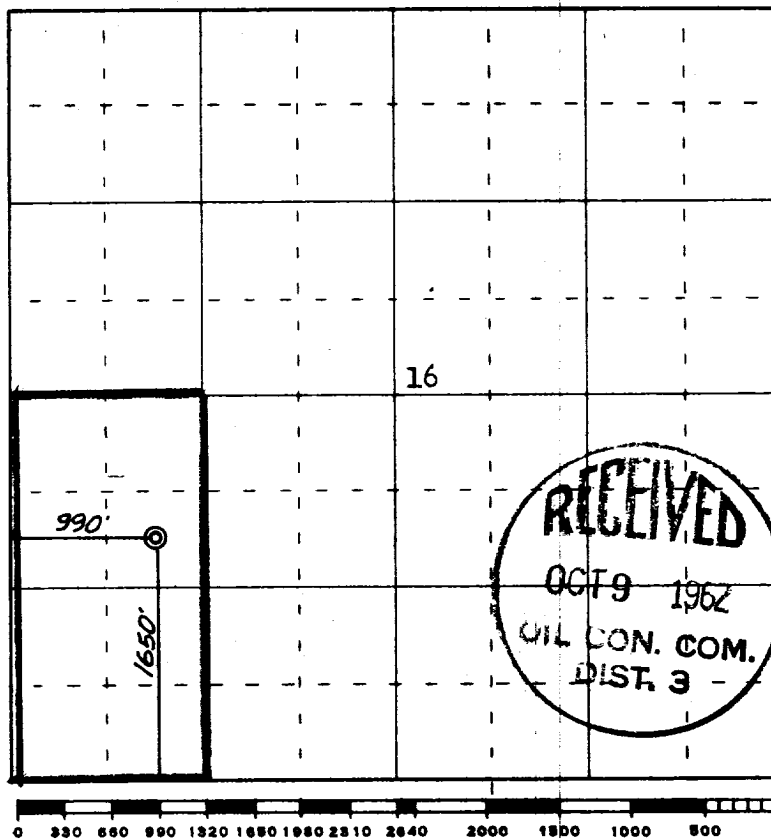 16
990'
1650'
RECEIVED
OCT 9 1962
OIL CON. COM.
DIST. 3
0 330 660 990 1320 1650 1980 2310 2640 2000 1500 1000 500